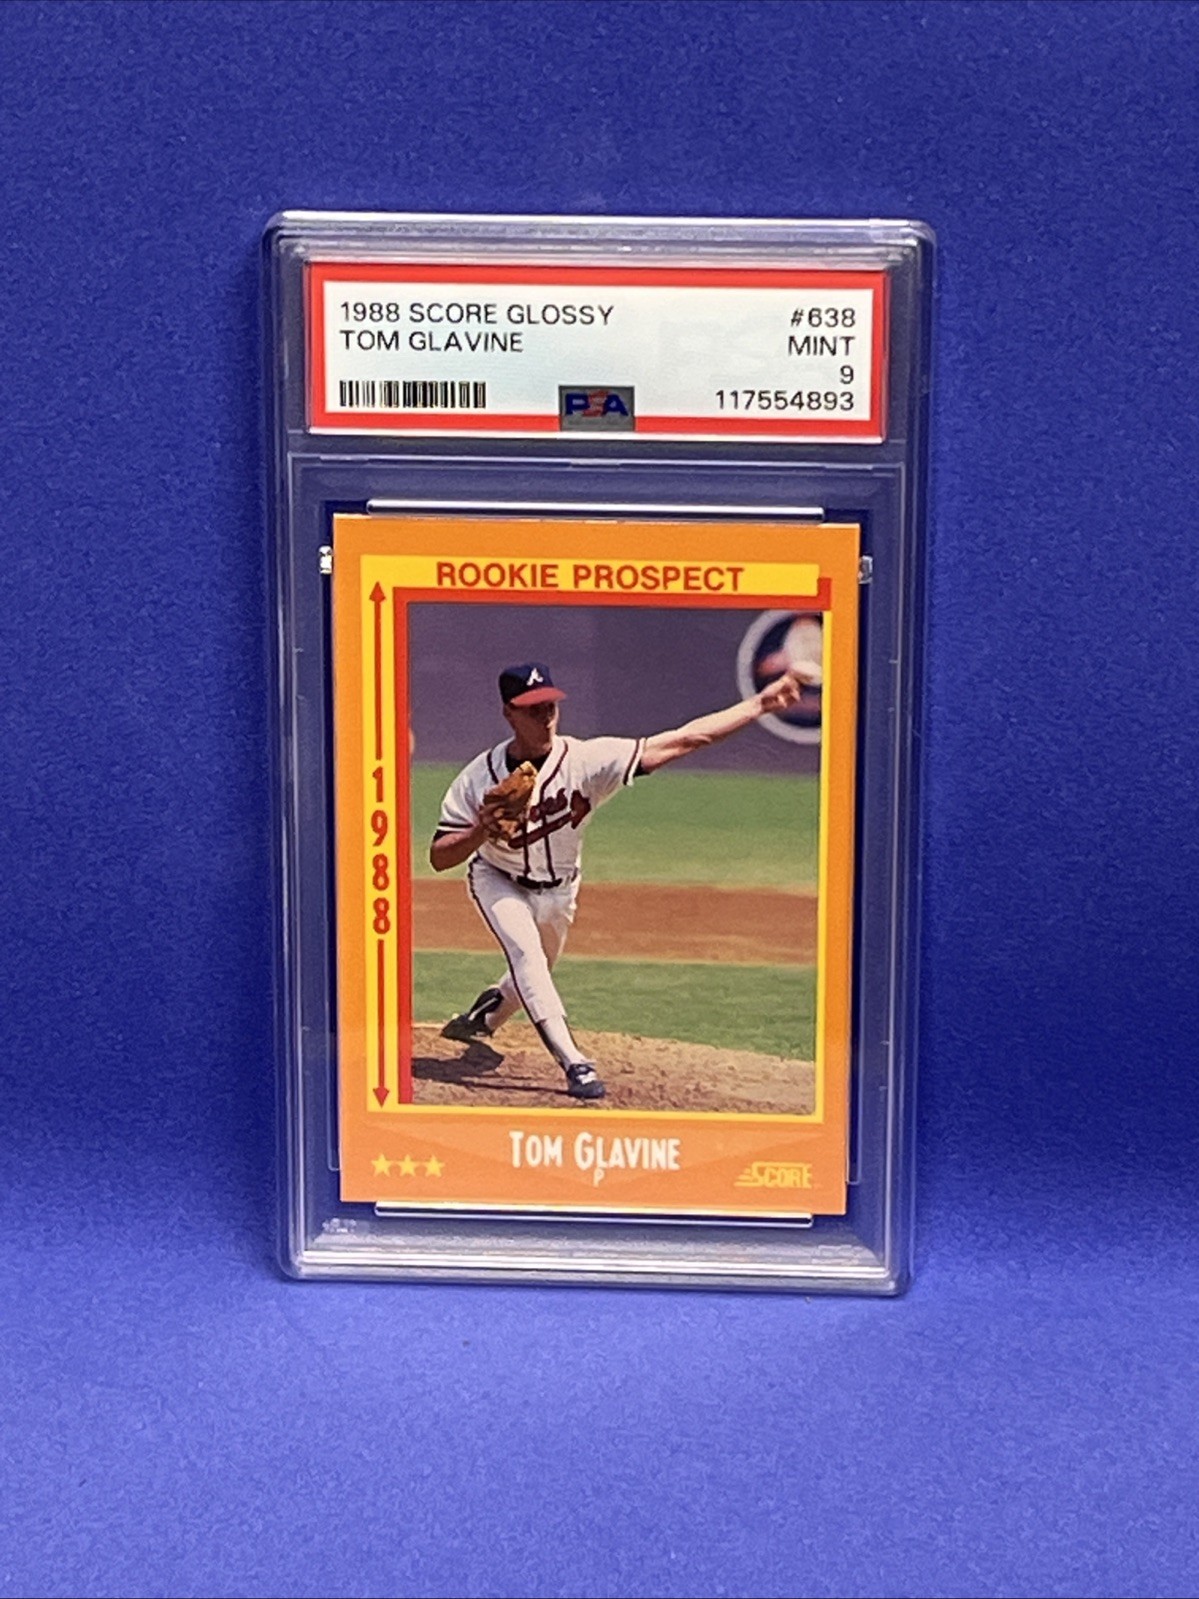 1988 SCORE GLOSSY #638
TOM GLAVINE MINT
9
PSA 117554893
ROOKIE PROSPECT
A
1988
TOM GLAVINE
P
SCORE